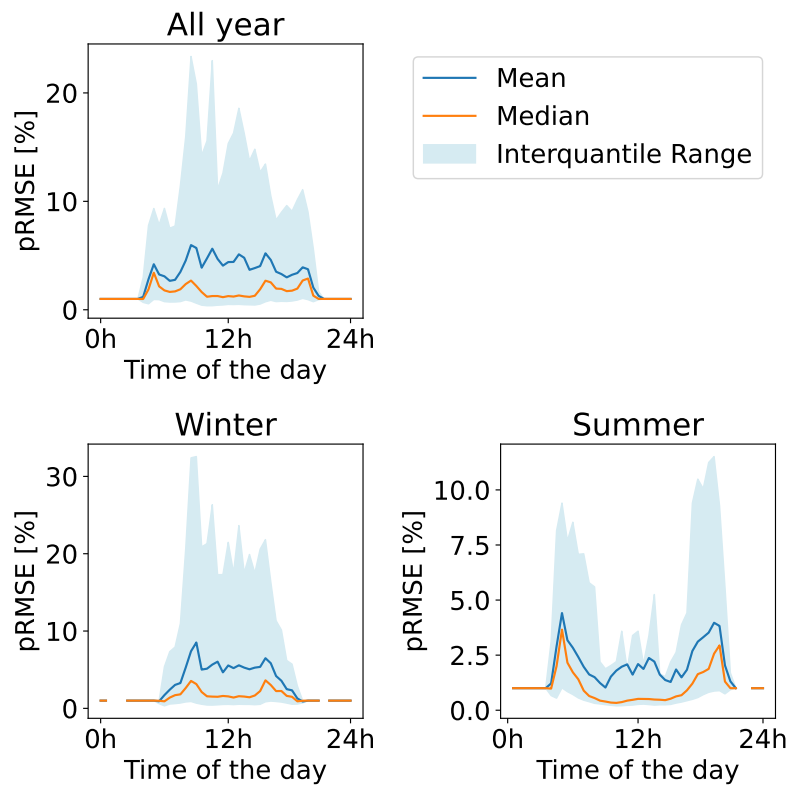 All year
pRMSE [%]
20
10
0
0h 12h 24h
Time of the day
Mean
Median
Interquantile Range
Winter
pRMSE [%]
30
20
10
0
0h 12h 24h
Time of the day
Summer
pRMSE [%]
10.0
7.5
5.0
2.5
0.0
0h 12h 24h
Time of the day